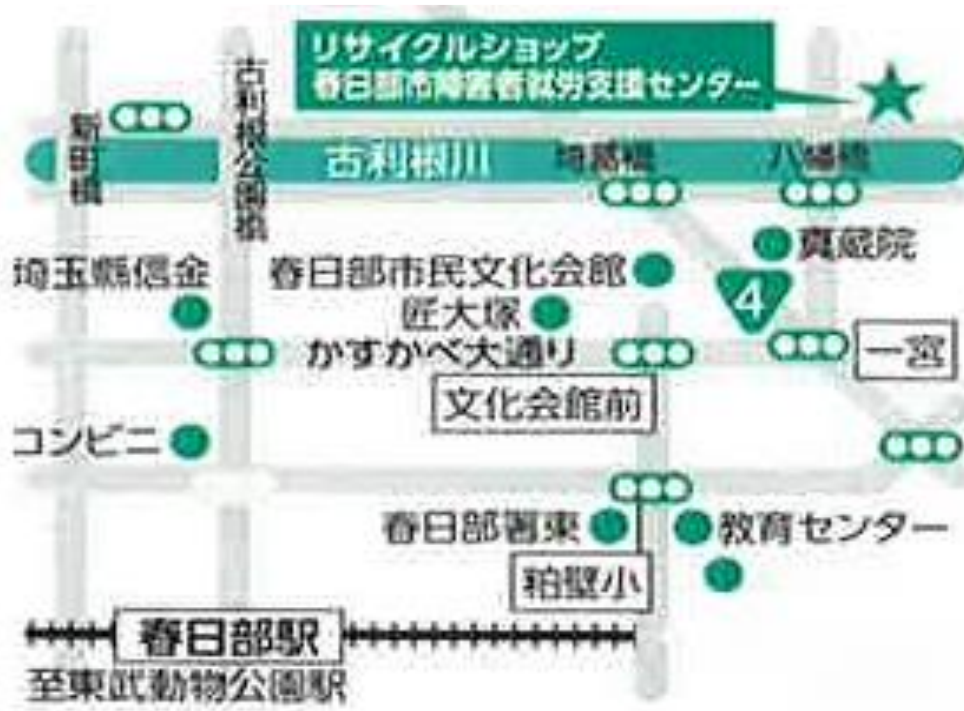 リサイクルショップ
春日部市障害者就労支援センター
新町橋
古利根公園橋
古利根川
埼葛橋
八幡橋
真蔵院
埼玉縣信金
春日部市民文化会館
4
匠大塚
かすかべ大通り
一宮
文化会館前
コンビニ
春日部署東
教育センター
粕壁小
春日部駅
至東武動物公園駅